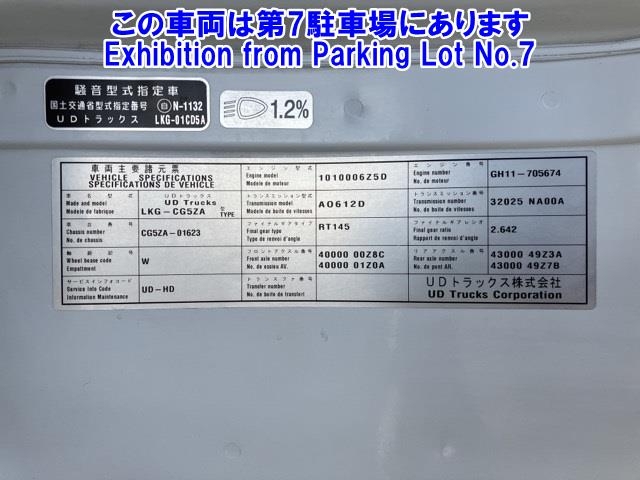 この車両は第7駐車場にあります
Exhibition from Parking Lot No.7
騒音型式指定車
国土交通省型式指定番号 自 N-1132
UDトラックス LKG-01CD5A
1.2%
車両主要諸元票
VEHICLE SPECIFICATIONS
SPECIFICATIONS DE VEHICLE
エンジン型式
Engine model
Modele de moteur
1010006Z5D
エンジン番号
Engine number
No. de moteur
GH11-705674
車名型式
Made and model
Modele de fabrique
UDトラックス
UD Trucks
LKG-CG5ZA 型 TYPE
トランスミッション型式
Transmission model
Modele de boite de vitesses
AO612D
トランスミッション番号
Transmission number
No. de boite de vitesses
32025 NA00A
車台番号
Chassis number
No. de chassis
CG5ZA-01623
ファイナルギアタイプ
Final gear type
Type de renvoi d'angle
RT145
ファイナルギアレシオ
Final gear ratio
Rapport de renvoi d'angle
2.642
軸距記号
Wheel base code
Empattement
W
フロントアクスル番号
Front axle number
No. de essieu AV.
40000 00Z8C
40000 01Z0A
リアアクスル番号
Rear axle number
No. de pont AR.
43000 49Z3A
43000 49Z7B
サービスインフォコード
Service Info Code
Information Maintenance
UD-HD
トランスファ番号
Transfer number
No. de boite de transfert
UDトラックス株式会社
UD Trucks Corporation